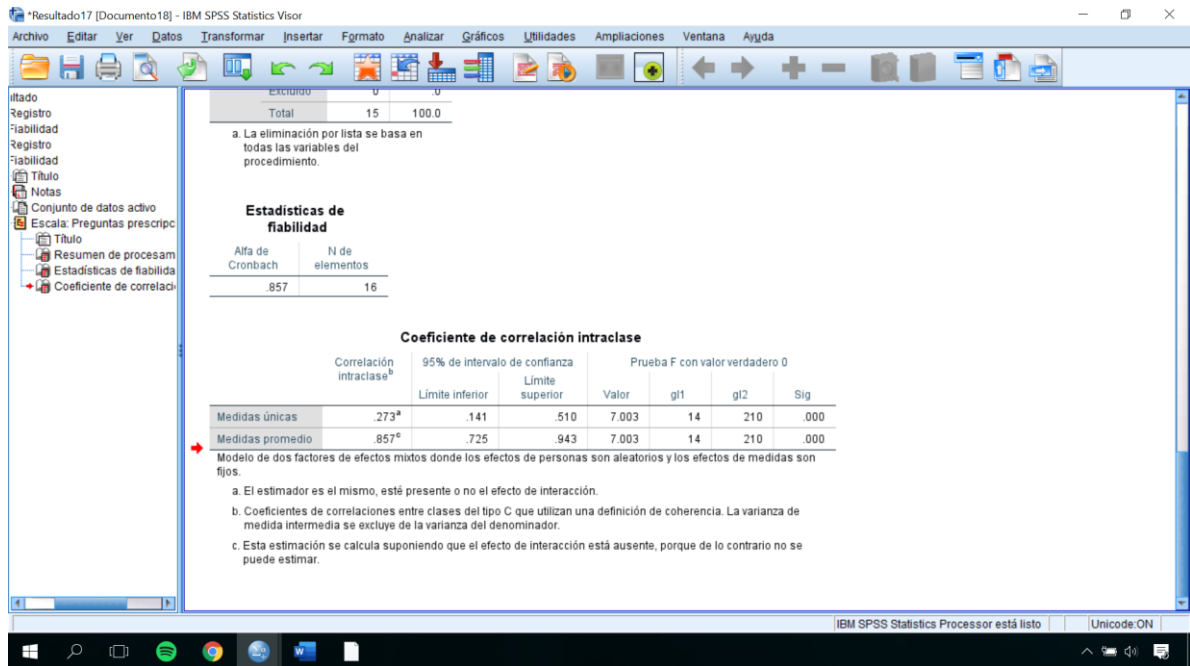 *Resultado17 [Documento18] - IBM SPSS Statistics Visor
Archivo Editar Ver Datos Transformar Insertar Formato Analizar Gráficos Utilidades Ampliaciones Ventana Ayuda
ltado
Registro
Fiabilidad
Registro
Fiabilidad
Título
Notas
Conjunto de datos activo
Escala: Preguntas prescripc
Título
Resumen de procesam
Estadísticas de fiabilida
Coeficiente de correlaci
Excluido 0 .0
Total 15 100.0
a. La eliminación por lista se basa en
todas las variables del
procedimiento.
Estadísticas de
fiabilidad
Alfa de N de
Cronbach elementos
.857 16
Coeficiente de correlación intraclase
Correlación 95% de intervalo de confianza Prueba F con valor verdadero 0
intraclase b
Límite
Límite inferior superior Valor gl1 gl2 Sig
Medidas únicas .273a .141 .510 7.003 14 210 .000
Medidas promedio .857c .725 .943 7.003 14 210 .000
Modelo de dos factores de efectos mixtos donde los efectos de personas son aleatorios y los efectos de medidas son
fijos.
a. El estimador es el mismo, esté presente o no el efecto de interacción.
b. Coeficientes de correlaciones entre clases del tipo C que utilizan una definición de coherencia. La varianza de
medida intermedia se excluye de la varianza del denominador.
c. Esta estimación se calcula suponiendo que el efecto de interacción está ausente, porque de lo contrario no se
puede estimar.
IBM SPSS Statistics Processor está listo Unicode:ON